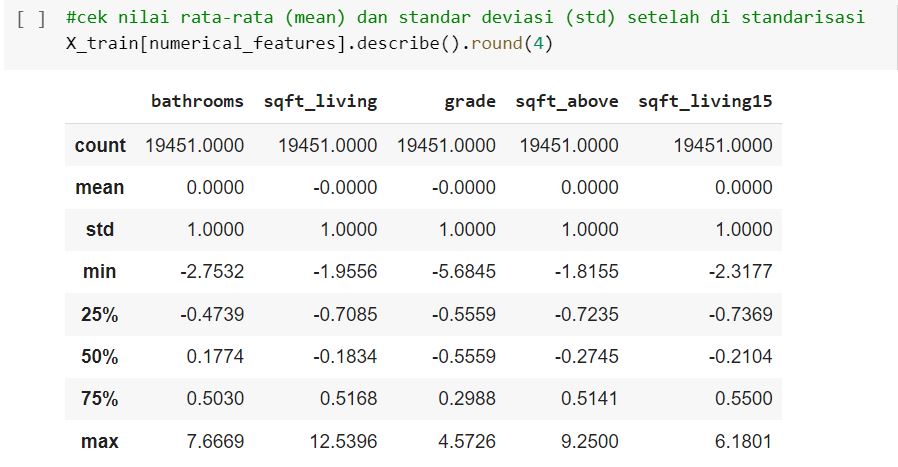 [ ] #cek nilai rata-rata (mean) dan standar deviasi (std) setelah di standarisasi
X_train[numerical_features].describe().round(4)
bathrooms sqft_living grade sqft_above sqft_living15
count 19451.0000 19451.0000 19451.0000 19451.0000 19451.0000
mean 0.0000 -0.0000 -0.0000 0.0000 0.0000
std 1.0000 1.0000 1.0000 1.0000 1.0000
min -2.7532 -1.9556 -5.6845 -1.8155 -2.3177
25% -0.4739 -0.7085 -0.5559 -0.7235 -0.7369
50% 0.1774 -0.1834 -0.5559 -0.2745 -0.2104
75% 0.5030 0.5168 0.2988 0.5141 0.5500
max 7.6669 12.5396 4.5726 9.2500 6.1801